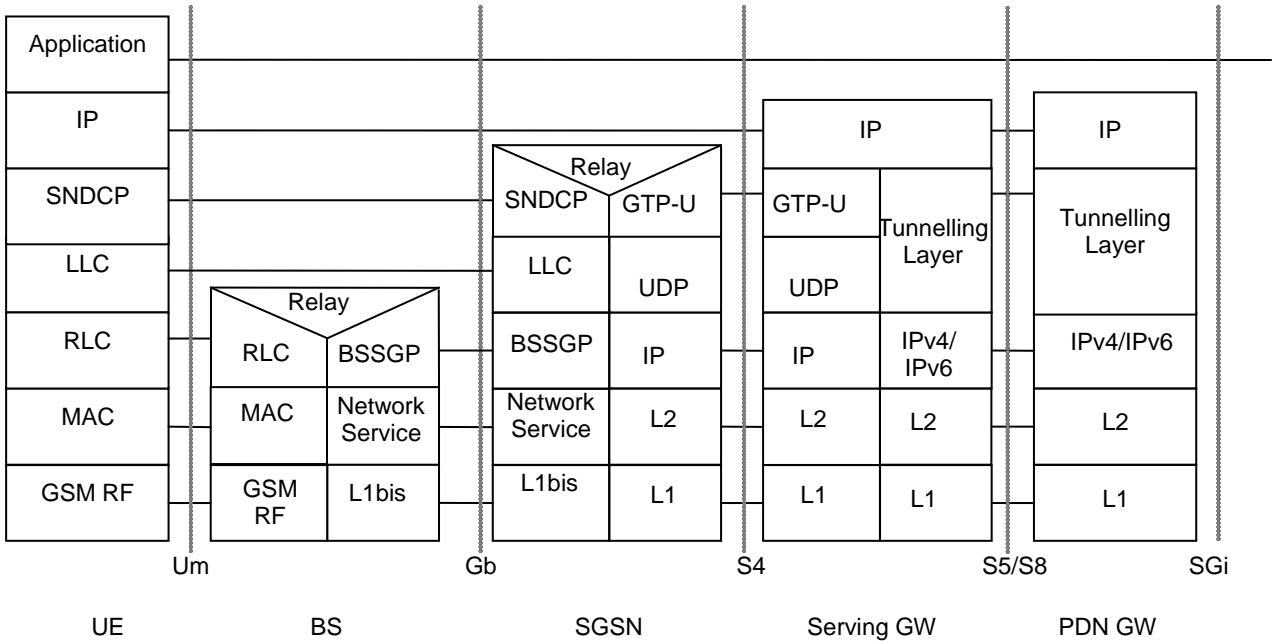 Application
IP
SNDCP
LLC
RLC
MAC
GSM RF
Relay
RLC
BSSGP
MAC
Network
Service
GSM
RF
L1bis
Relay
SNDCP
GTP-U
LLC
UDP
BSSGP
IP
Network
Service
L2
L1bis
L1
IP
GTP-U
Tunnelling
Layer
UDP
IP
IPv4/
IPv6
L2
L2
L1
L1
IP
Tunnelling
Layer
IPv4/IPv6
L2
L1
Um
Gb
S4
S5/S8
SGi
UE
BS
SGSN
Serving GW
PDN GW